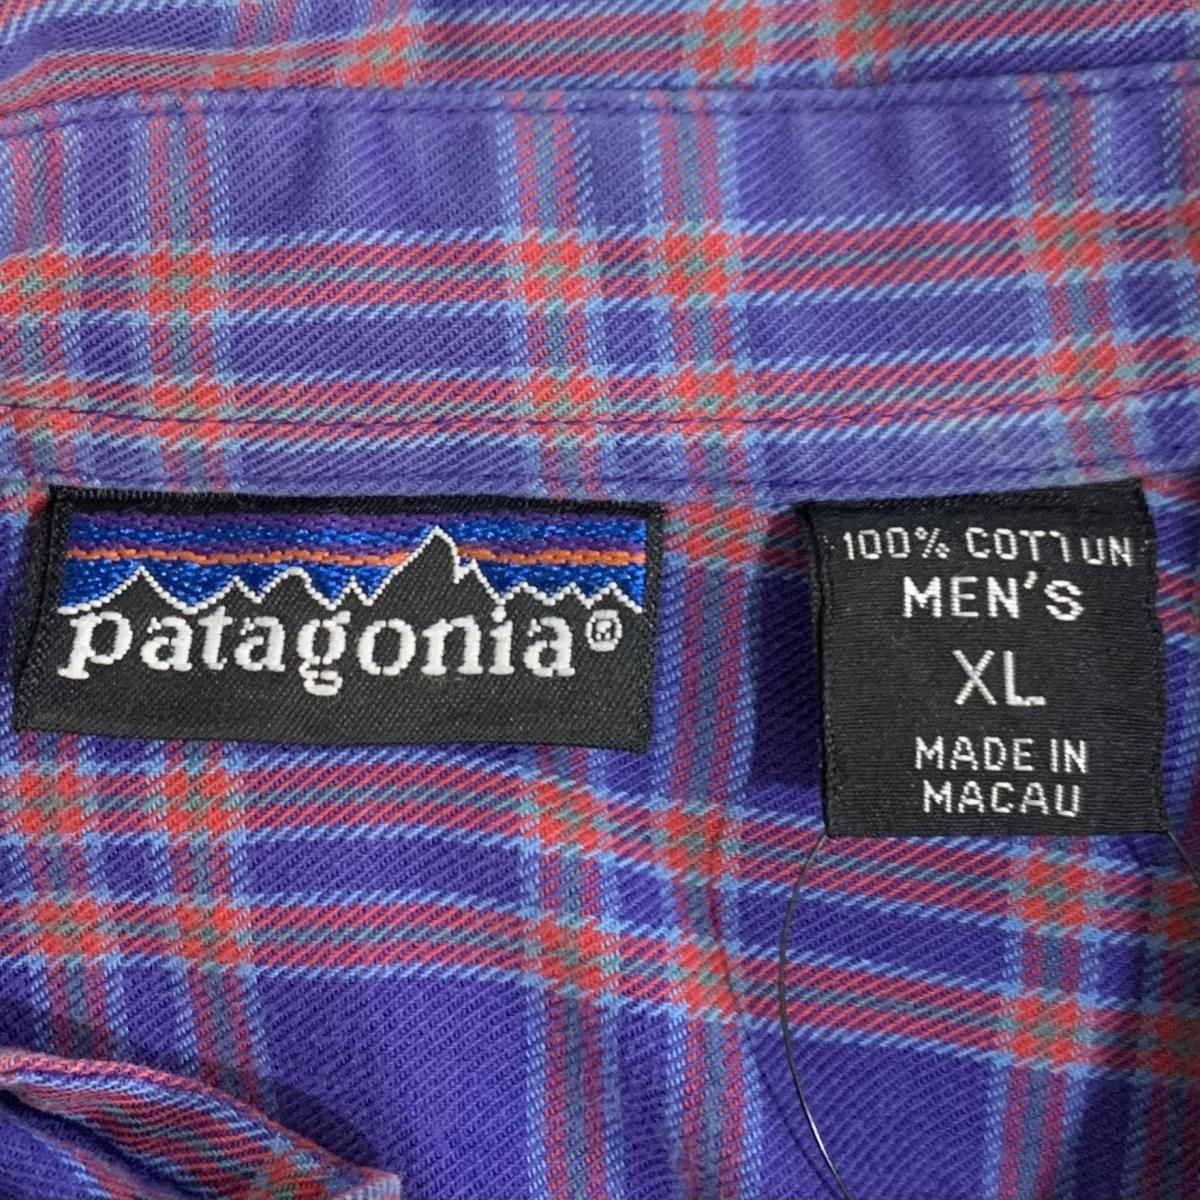 patagonia®
100% COTTON
MEN'S
XL
MADE IN
MACAU